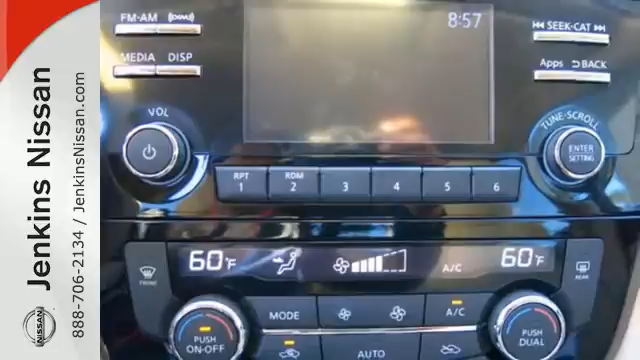 Jenkins Nissan
888-706-2134 / JenkinsNissan.com
NISSAN
FM-AM
(((SXM)))
MEDIA DISP
8:57
SEEK-CAT
Apps BACK
VOL
TUNE-SCROLL
ENTER
SETTING
RPT
1
RDM
2
3
4
5
6
60°F
A/C
60°F
FRONT
REAR
MODE
A/C
PUSH
ON-OFF
AUTO
PUSH
DUAL